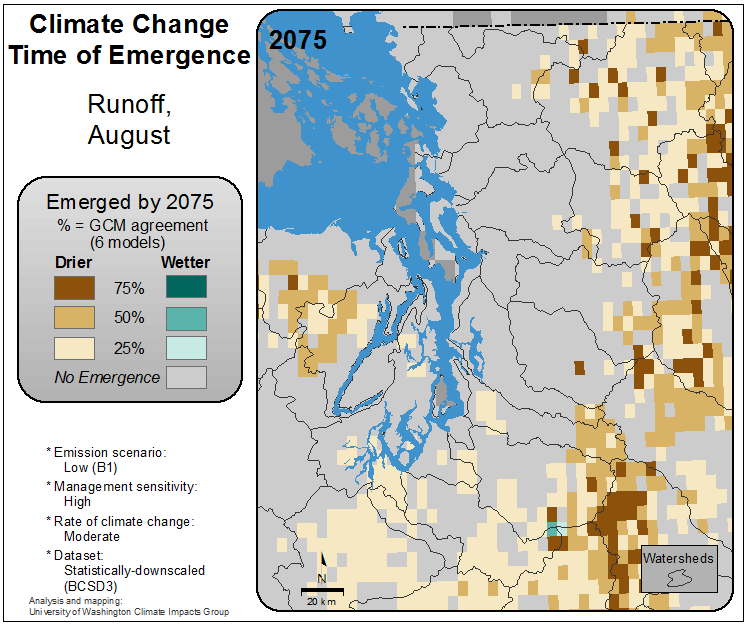 Climate Change
Time of Emergence
Runoff,
August
Emerged by 2075
% = GCM agreement
(6 models)
Drier Wetter
75%
50%
25%
No Emergence
* Emission scenario:
Low (B1)
* Management sensitivity:
High
* Rate of climate change:
Moderate
* Dataset:
Statistically-downscaled
(BCSD3)
Analysis and mapping:
University of Washington Climate Impacts Group
2075
N
20 km
Watersheds